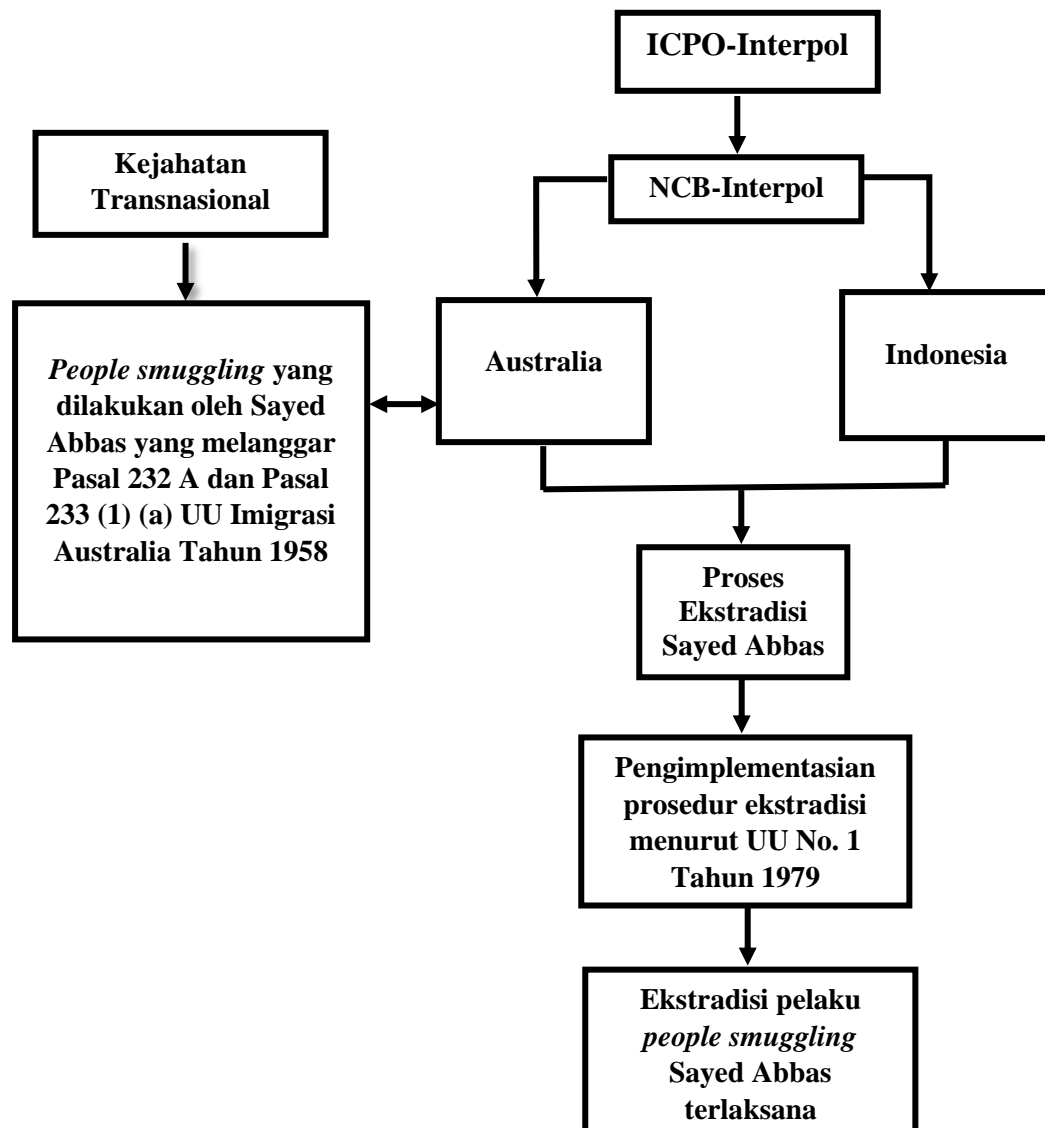 ICPO-Interpol
Kejahatan
Transnasional
NCB-Interpol
People smuggling yang
dilakukan oleh Sayed
Abbas yang melanggar
Pasal 232 A dan Pasal
233 (1) (a) UU Imigrasi
Australia Tahun 1958
Australia
Indonesia
Proses
Ekstradisi
Sayed Abbas
Pengimplementasian
prosedur ekstradisi
menurut UU No. 1
Tahun 1979
Ekstradisi pelaku
people smuggling
Sayed Abbas
terlaksana